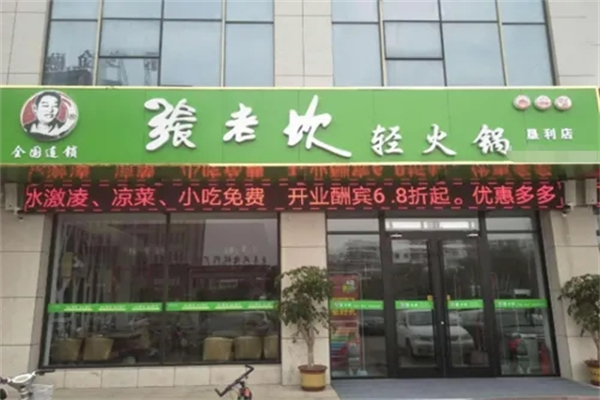 張老坎 轻火锅
全国连锁
垦利店
冰激凌、凉菜、小吃免费 开业酬宾6.8折起。优惠多多